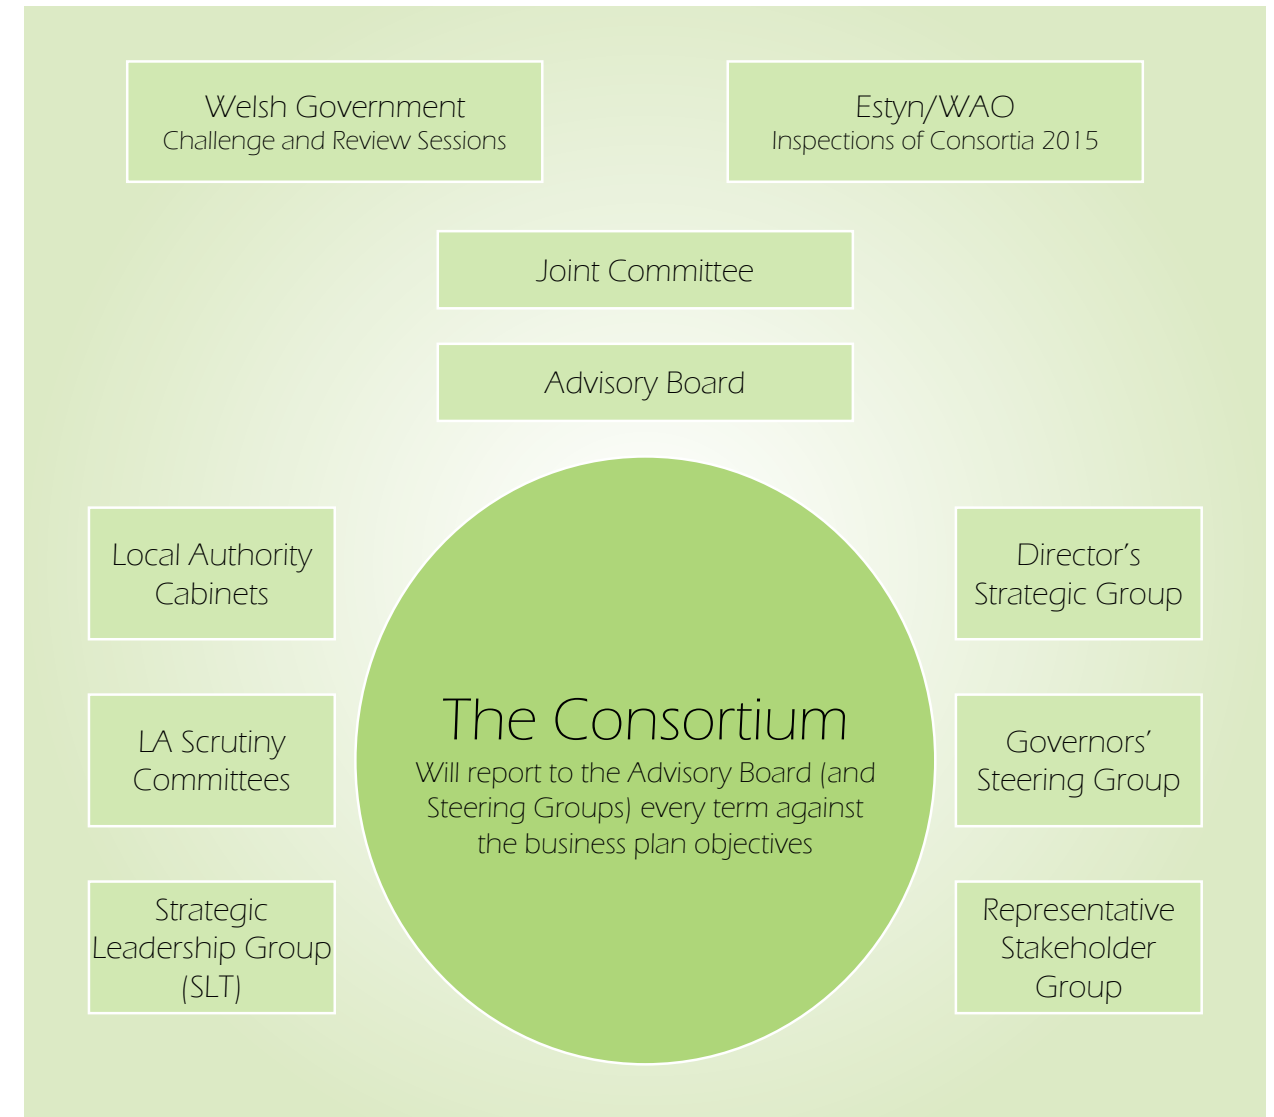 Welsh Government
Challenge and Review Sessions
Estyn/WAO
Inspections of Consortia 2015
Joint Committee
Advisory Board
Local Authority
Cabinets
Director’s
Strategic Group
The Consortium
Will report to the Advisory Board (and
Steering Groups) every term against
the business plan objectives
LA Scrutiny
Committees
Governors’
Steering Group
Strategic
Leadership Group
(SLT)
Representative
Stakeholder
Group